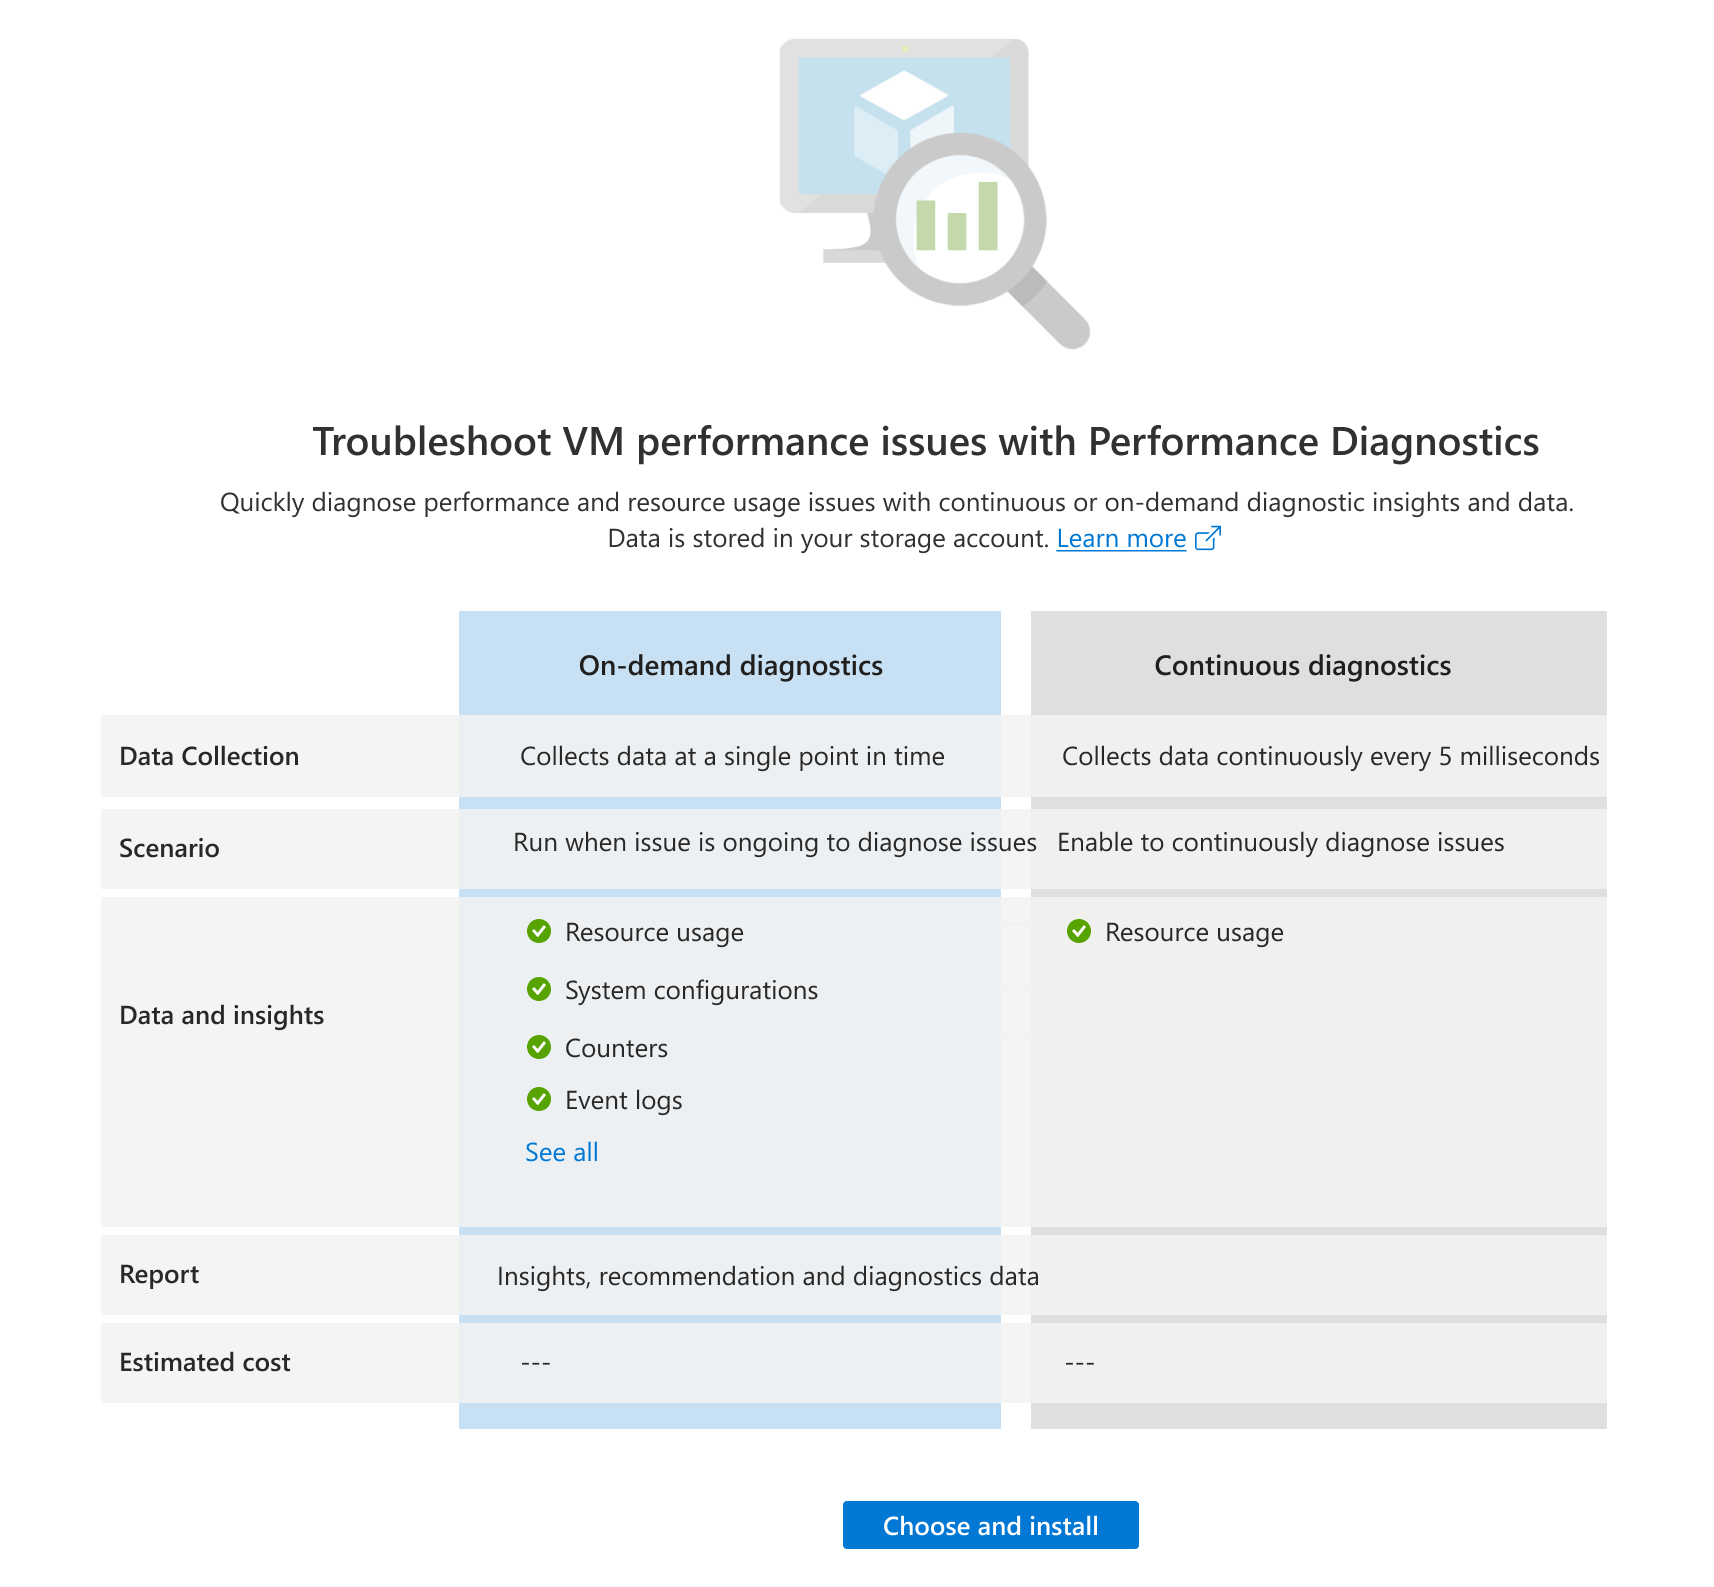 Troubleshoot VM performance issues with Performance Diagnostics
Quickly diagnose performance and resource usage issues with continuous or on-demand diagnostic insights and data.
Data is stored in your storage account. Learn more
On-demand diagnostics
Continuous diagnostics
Data Collection
Collects data at a single point in time
Collects data continuously every 5 milliseconds
Scenario
Run when issue is ongoing to diagnose issues
Enable to continuously diagnose issues
Data and insights
Resource usage
System configurations
Counters
Event logs
See all
Resource usage
Report
Insights, recommendation and diagnostics data
Estimated cost
---
---
Choose and install